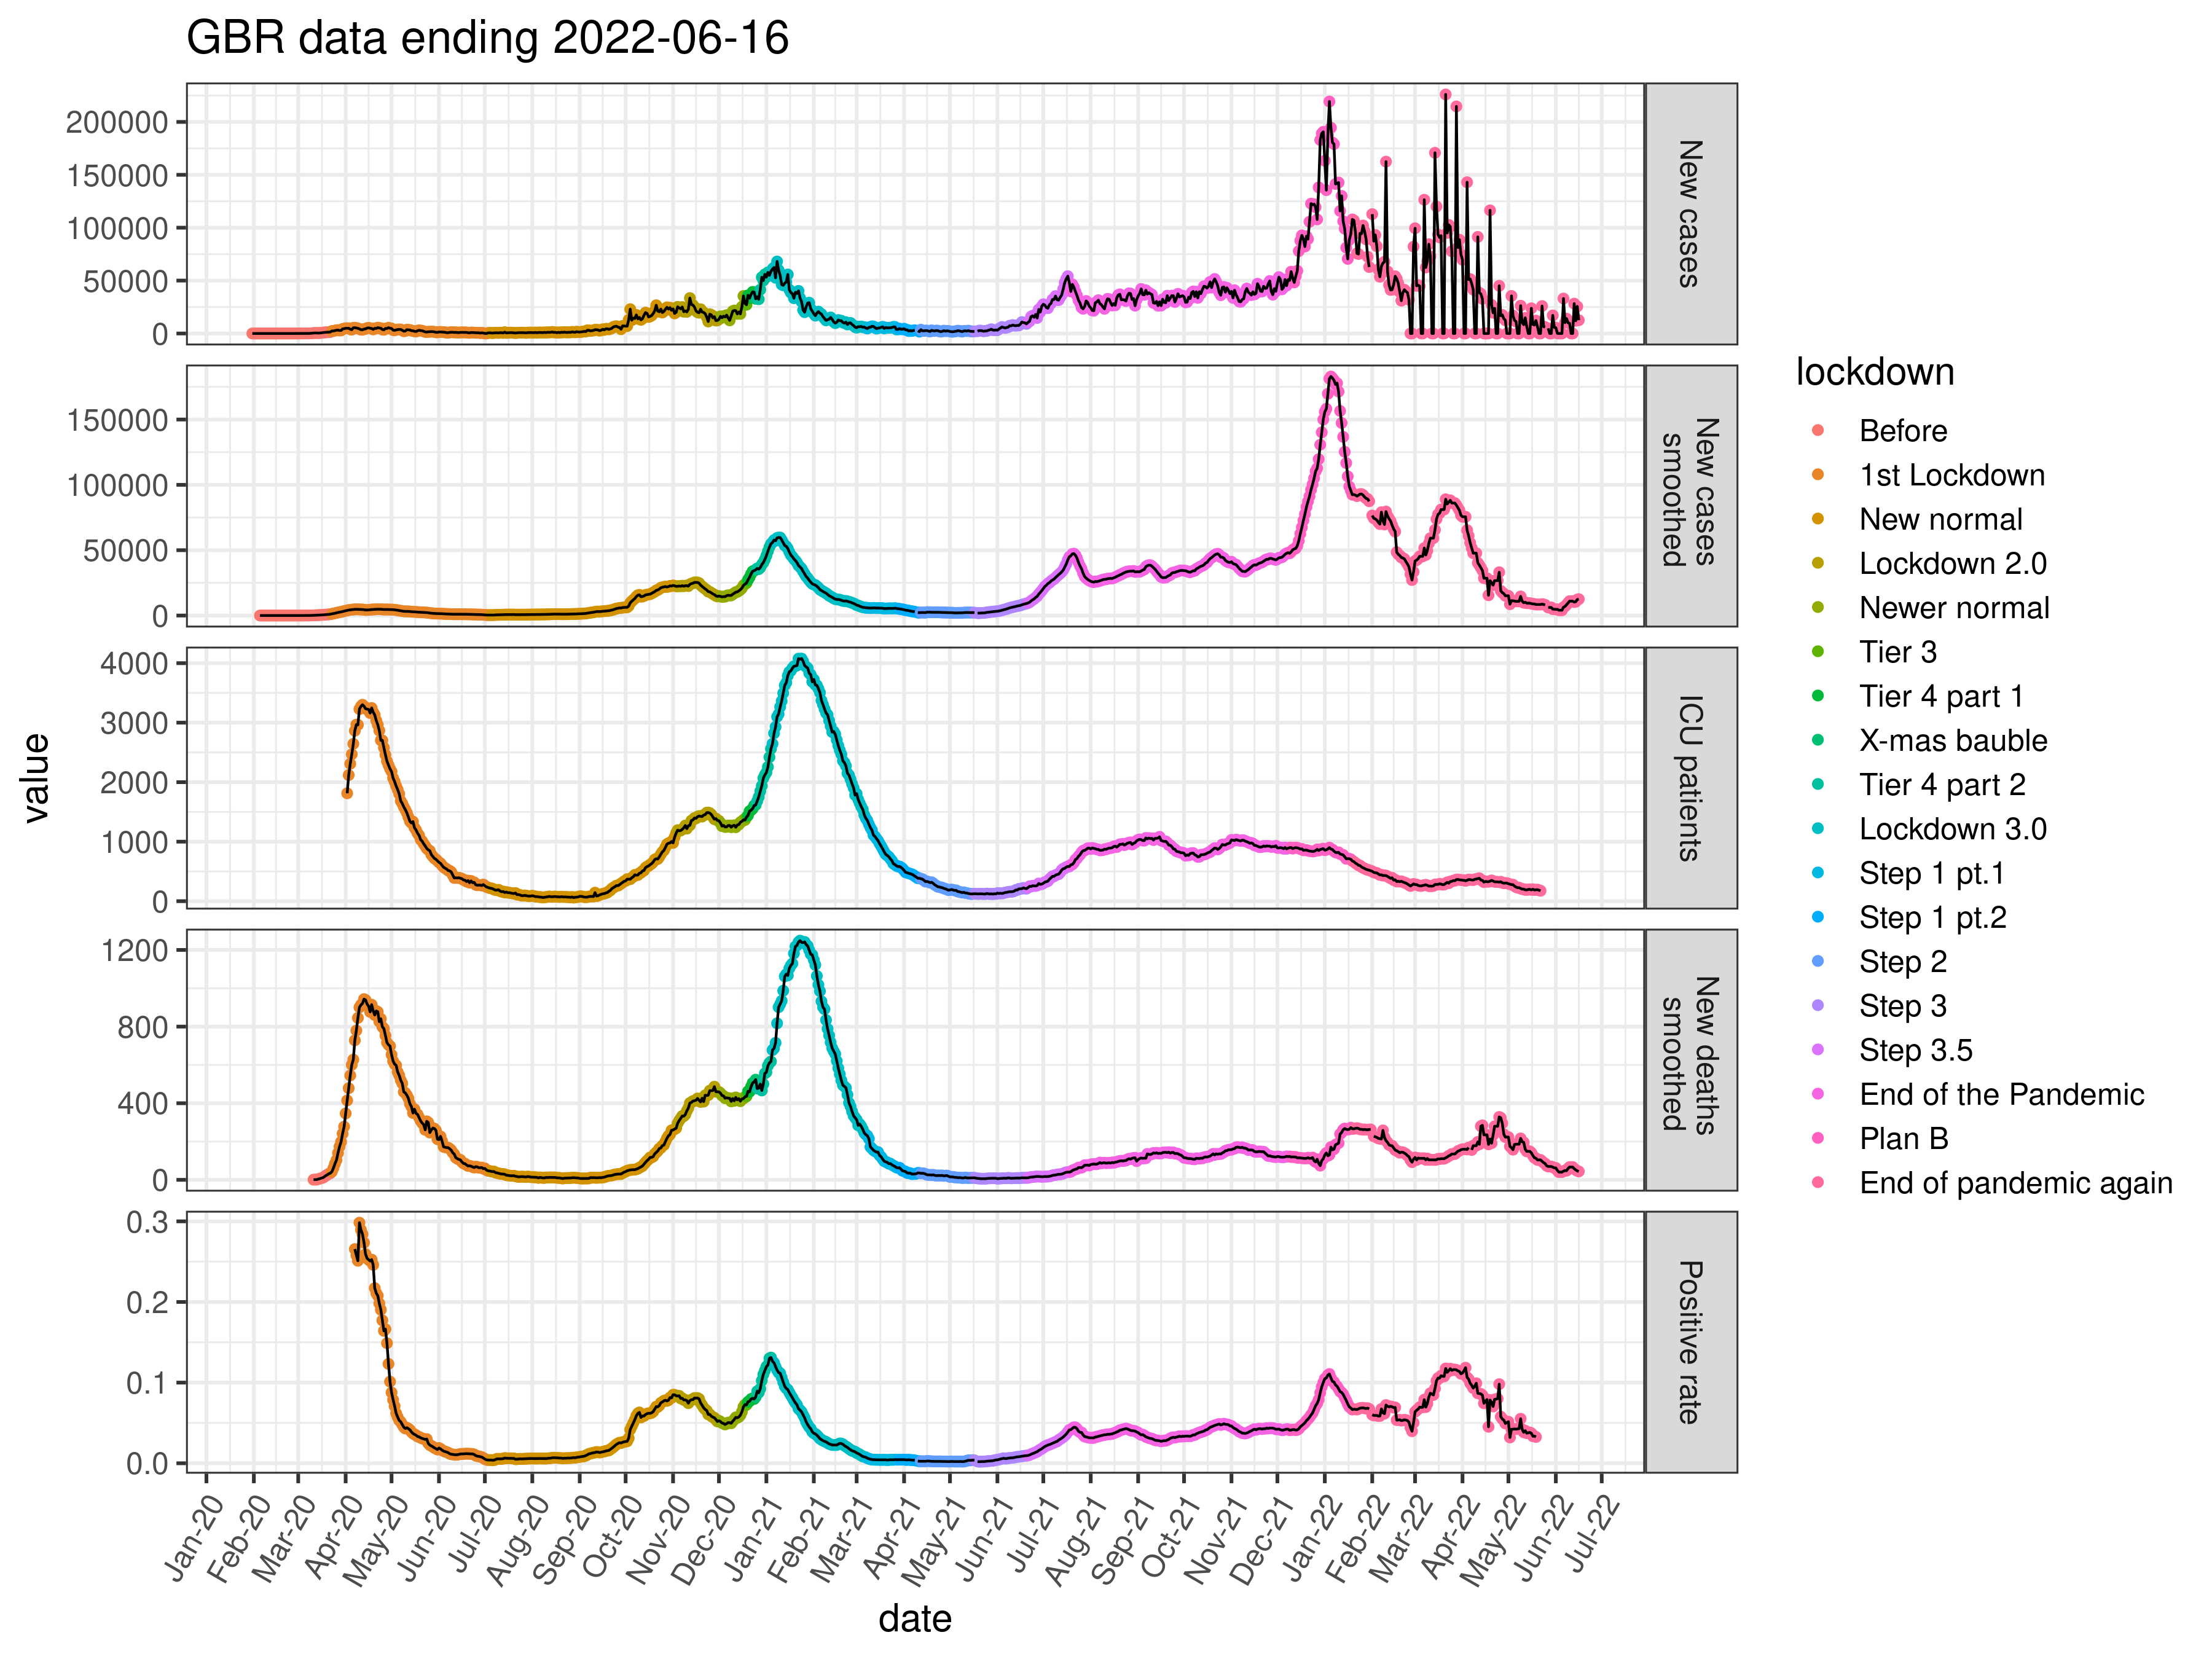 GBR data ending 2022-06-16
value
200000
150000
100000
50000
0
New cases
150000
100000
50000
0
New cases
smoothed
4000
3000
2000
1000
0
ICU patients
1200
800
400
0
New deaths
smoothed
0.3
0.2
0.1
0.0
Positive rate
Jan-20
Feb-20
Mar-20
Apr-20
May-20
Jun-20
Jul-20
Aug-20
Sep-20
Oct-20
Nov-20
Dec-20
Jan-21
Feb-21
Mar-21
Apr-21
May-21
Jun-21
Jul-21
Aug-21
Sep-21
Oct-21
Nov-21
Dec-21
Jan-22
Feb-22
Mar-22
Apr-22
May-22
Jun-22
Jul-22
date
lockdown
Before
1st Lockdown
New normal
Lockdown 2.0
Newer normal
Tier 3
Tier 4 part 1
X-mas bauble
Tier 4 part 2
Lockdown 3.0
Step 1 pt.1
Step 1 pt.2
Step 2
Step 3
Step 3.5
End of the Pandemic
Plan B
End of pandemic again